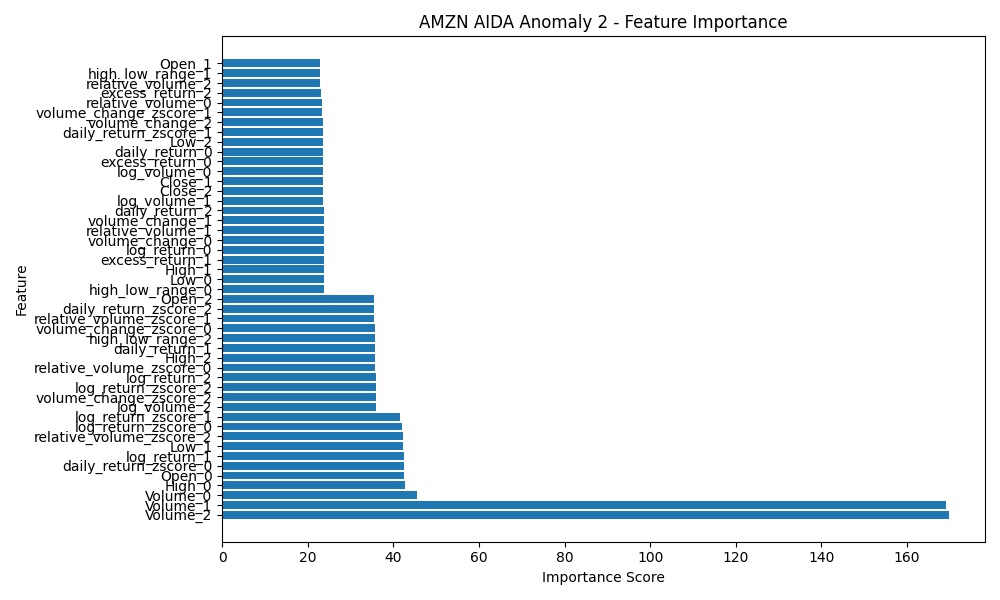 AMZN AIDA Anomaly 2 - Feature Importance
Open_1
high_low_range_1
relative_volume_2
excess_return_2
relative_volume_0
volume_change_zscore_1
volume_change_2
daily_return_zscore_1
Low_2
daily_return_0
excess_return_0
log_volume_0
Close_1
Close_2
log_volume_1
daily_return_2
volume_change_1
relative_volume_1
volume_change_0
log_return_0
excess_return_1
High_1
Low_0
high_low_range_0
Open_2
daily_return_zscore_2
relative_volume_zscore_1
volume_change_zscore_0
high_low_range_2
daily_return_1
High_2
relative_volume_zscore_0
log_return_2
log_return_zscore_2
volume_change_zscore_2
log_volume_2
log_return_zscore_1
log_return_zscore_0
relative_volume_zscore_2
Low_1
log_return_1
daily_return_zscore_0
Open_0
High_0
Volume_0
Volume_1
Volume_2
Feature
0 20 40 60 80 100 120 140 160
Importance Score